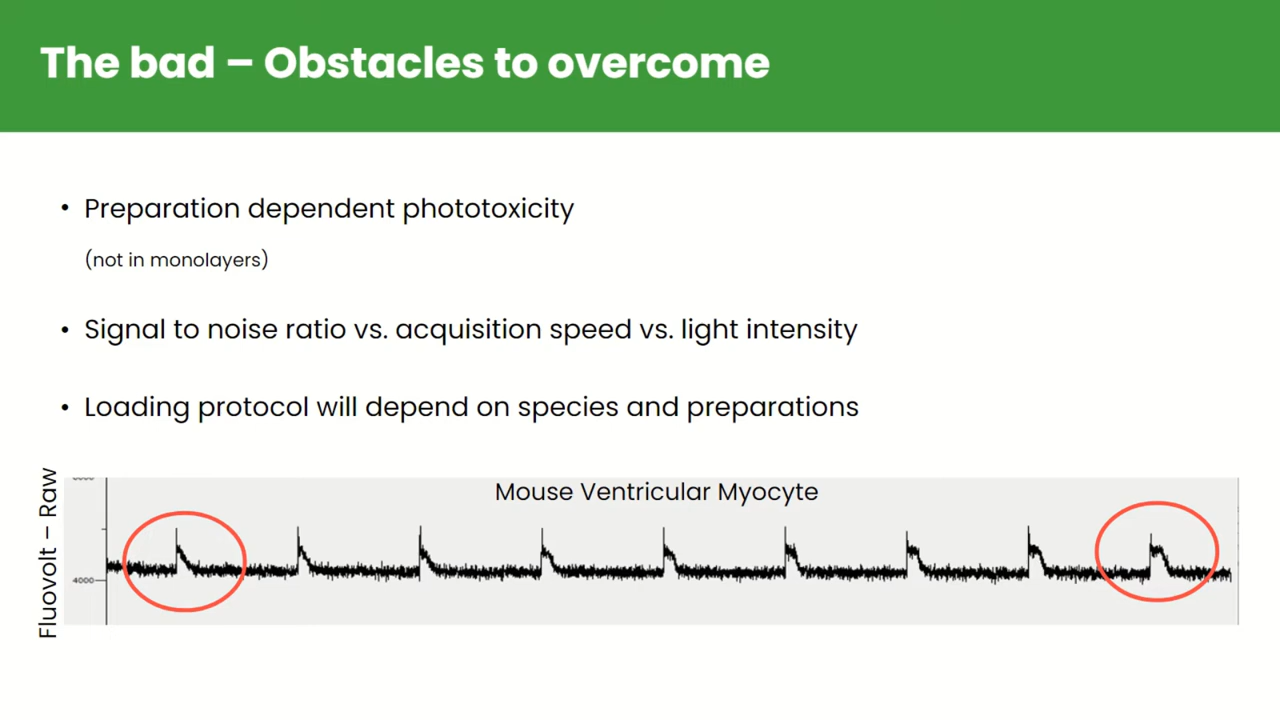 The bad – Obstacles to overcome
• Preparation dependent phototoxicity
(not in monolayers)
• Signal to noise ratio vs. acquisition speed vs. light intensity
• Loading protocol will depend on species and preparations
Fluovolt – Raw
Mouse Ventricular Myocyte
4000